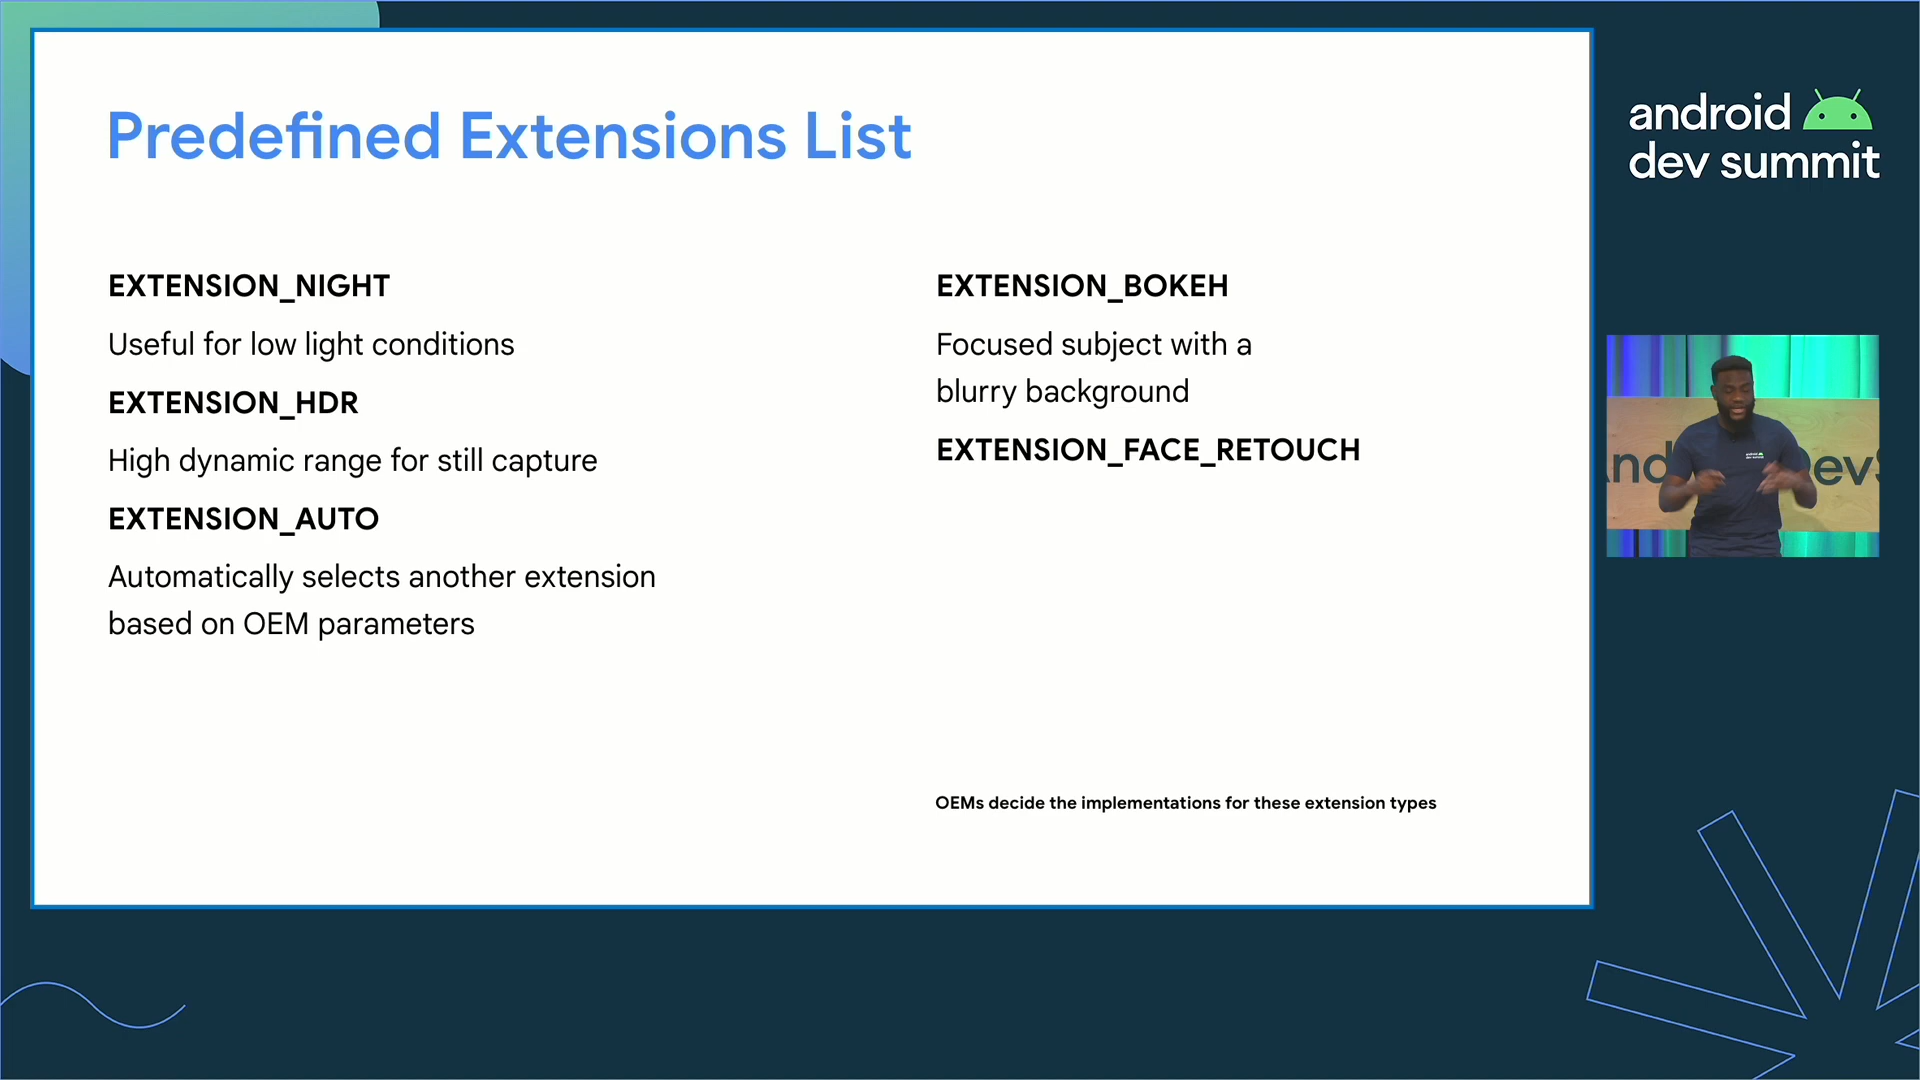 Predefined Extensions List
EXTENSION_NIGHT
Useful for low light conditions
EXTENSION_HDR
High dynamic range for still capture
EXTENSION_AUTO
Automatically selects another extension
based on OEM parameters
EXTENSION_BOKEH
Focused subject with a
blurry background
EXTENSION_FACE_RETOUCH
OEMs decide the implementations for these extension types
android
dev summit